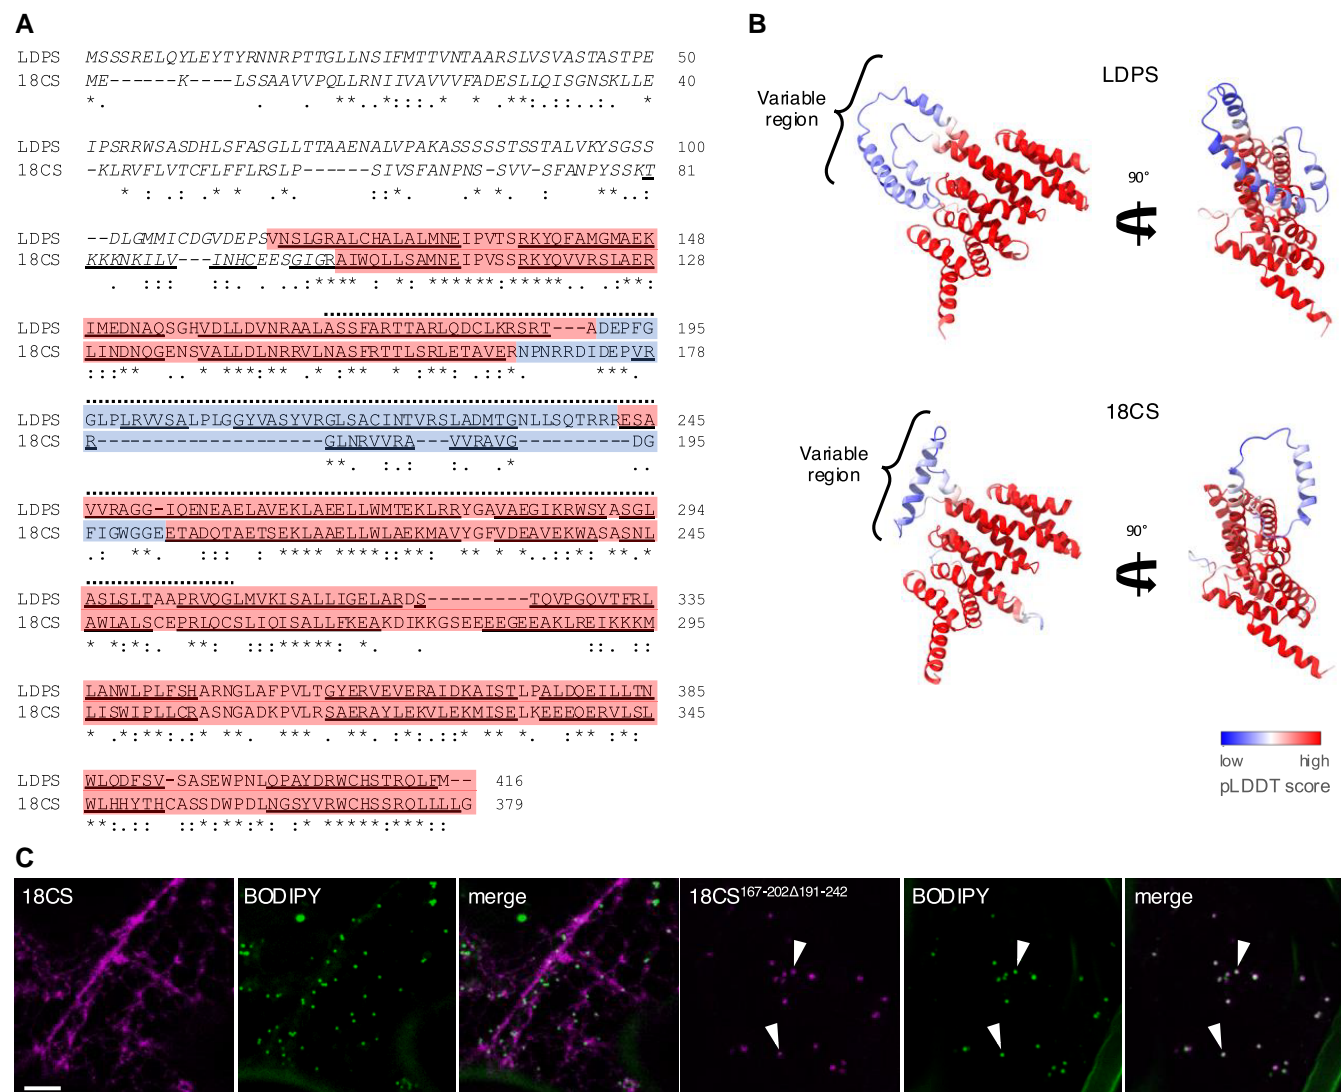 A
LDPS MSSSRELQYLEYTYRNNRPTTGLLNSIFMTTVNTAARSLVSVASTASTPE 50
18CS ME------K----LSSAAVVPQLLRNIIVAVVVFADESLLQISGNSKLLE 40
LDPS IPSRRWSASDHLSFASGLLTTAAENALVPAKASSSSSTSSTALVKYSGSS 100
18CS -KLRVFLVTCFLFFLRSLP------SIVSFANPNS-SVV-SFANPYSSKT 81
LDPS --DLGMMICDGVDEPSVNSLGRALCHALALMNEIPVTSRKYQFAMGMAEK 148
18CS KKKNKILV---INHCEESGIGRAIWQLLSAMNEIPVSSRKYQVVRSLAER 128
LDPS IMEDNAQSGHVDLLDVNRAALASSFARTTARLQDCLKRSRT---ADEPFG 195
18CS LINDNQGENSVALLDLNRRVLNASFRTTLSRLETAVERNPNRRDIDEPVR 178
LDPS GLPLRVVSALPLGGYVASYVRGLSACINTVRSLADMTGNLLSQTRRRESA 245
18CS R--------------------GLNRVVRA---VVRAVG----------DG 195
LDPS VVRAGG-IQENEAELAVEKLAEELLWMTEKLRRYGAVAEGIKRWSYASGL 294
18CS FIGWGGEETADQTAETSEKLAAELLWLAEKMAVYGFVDEAVEKWASASNL 245
LDPS ASLSLTAAPRVQGLMVKISALLIGELARDS---------TQVPGQVTFRL 335
18CS AWLALSCEPRLQCSLIQISALLFKEAKDIKKGSEEEEGEEAKLREIKKKM 295
LDPS LANWLPLFSHARNGLAFPVLTGYERVEVERAIDKAISTLPALDQEILLTN 385
18CS LISWIPLLCRASNGADKPVLRSAERAYLEKVLEKMISELKEEEQERVLSL 345
LDPS WLQDFSV-SASEWPNLQPAYDRWCHSTRQLFM-- 416
18CS WLHHYTHCASSDWPDLNGSYVRWCHSSRQLLLLG 379
B
LDPS
Variable
region
90°
18CS
Variable
region
90°
low high
pLDDT score
C
18CS BODIPY merge 18CS167-202Δ191-242 BODIPY merge